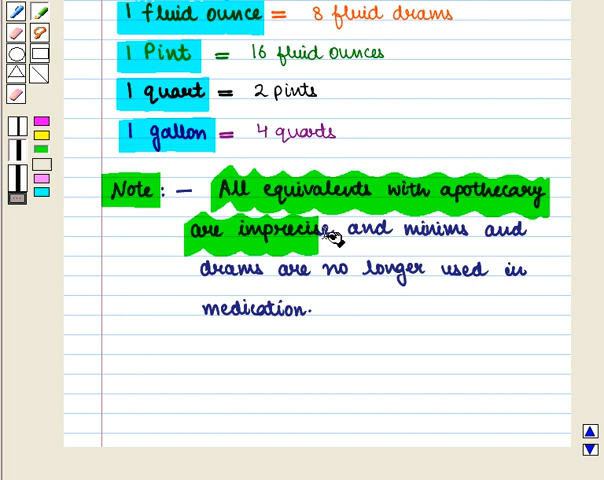 1 fluid ounce = 8 fluid drams
1 Pint = 16 fluid ounces
1 quart = 2 pints
1 gallon = 4 quarts
Note: - All equivalents with apothecary
are imprecise and minims and
drams are no longer used in
medication.